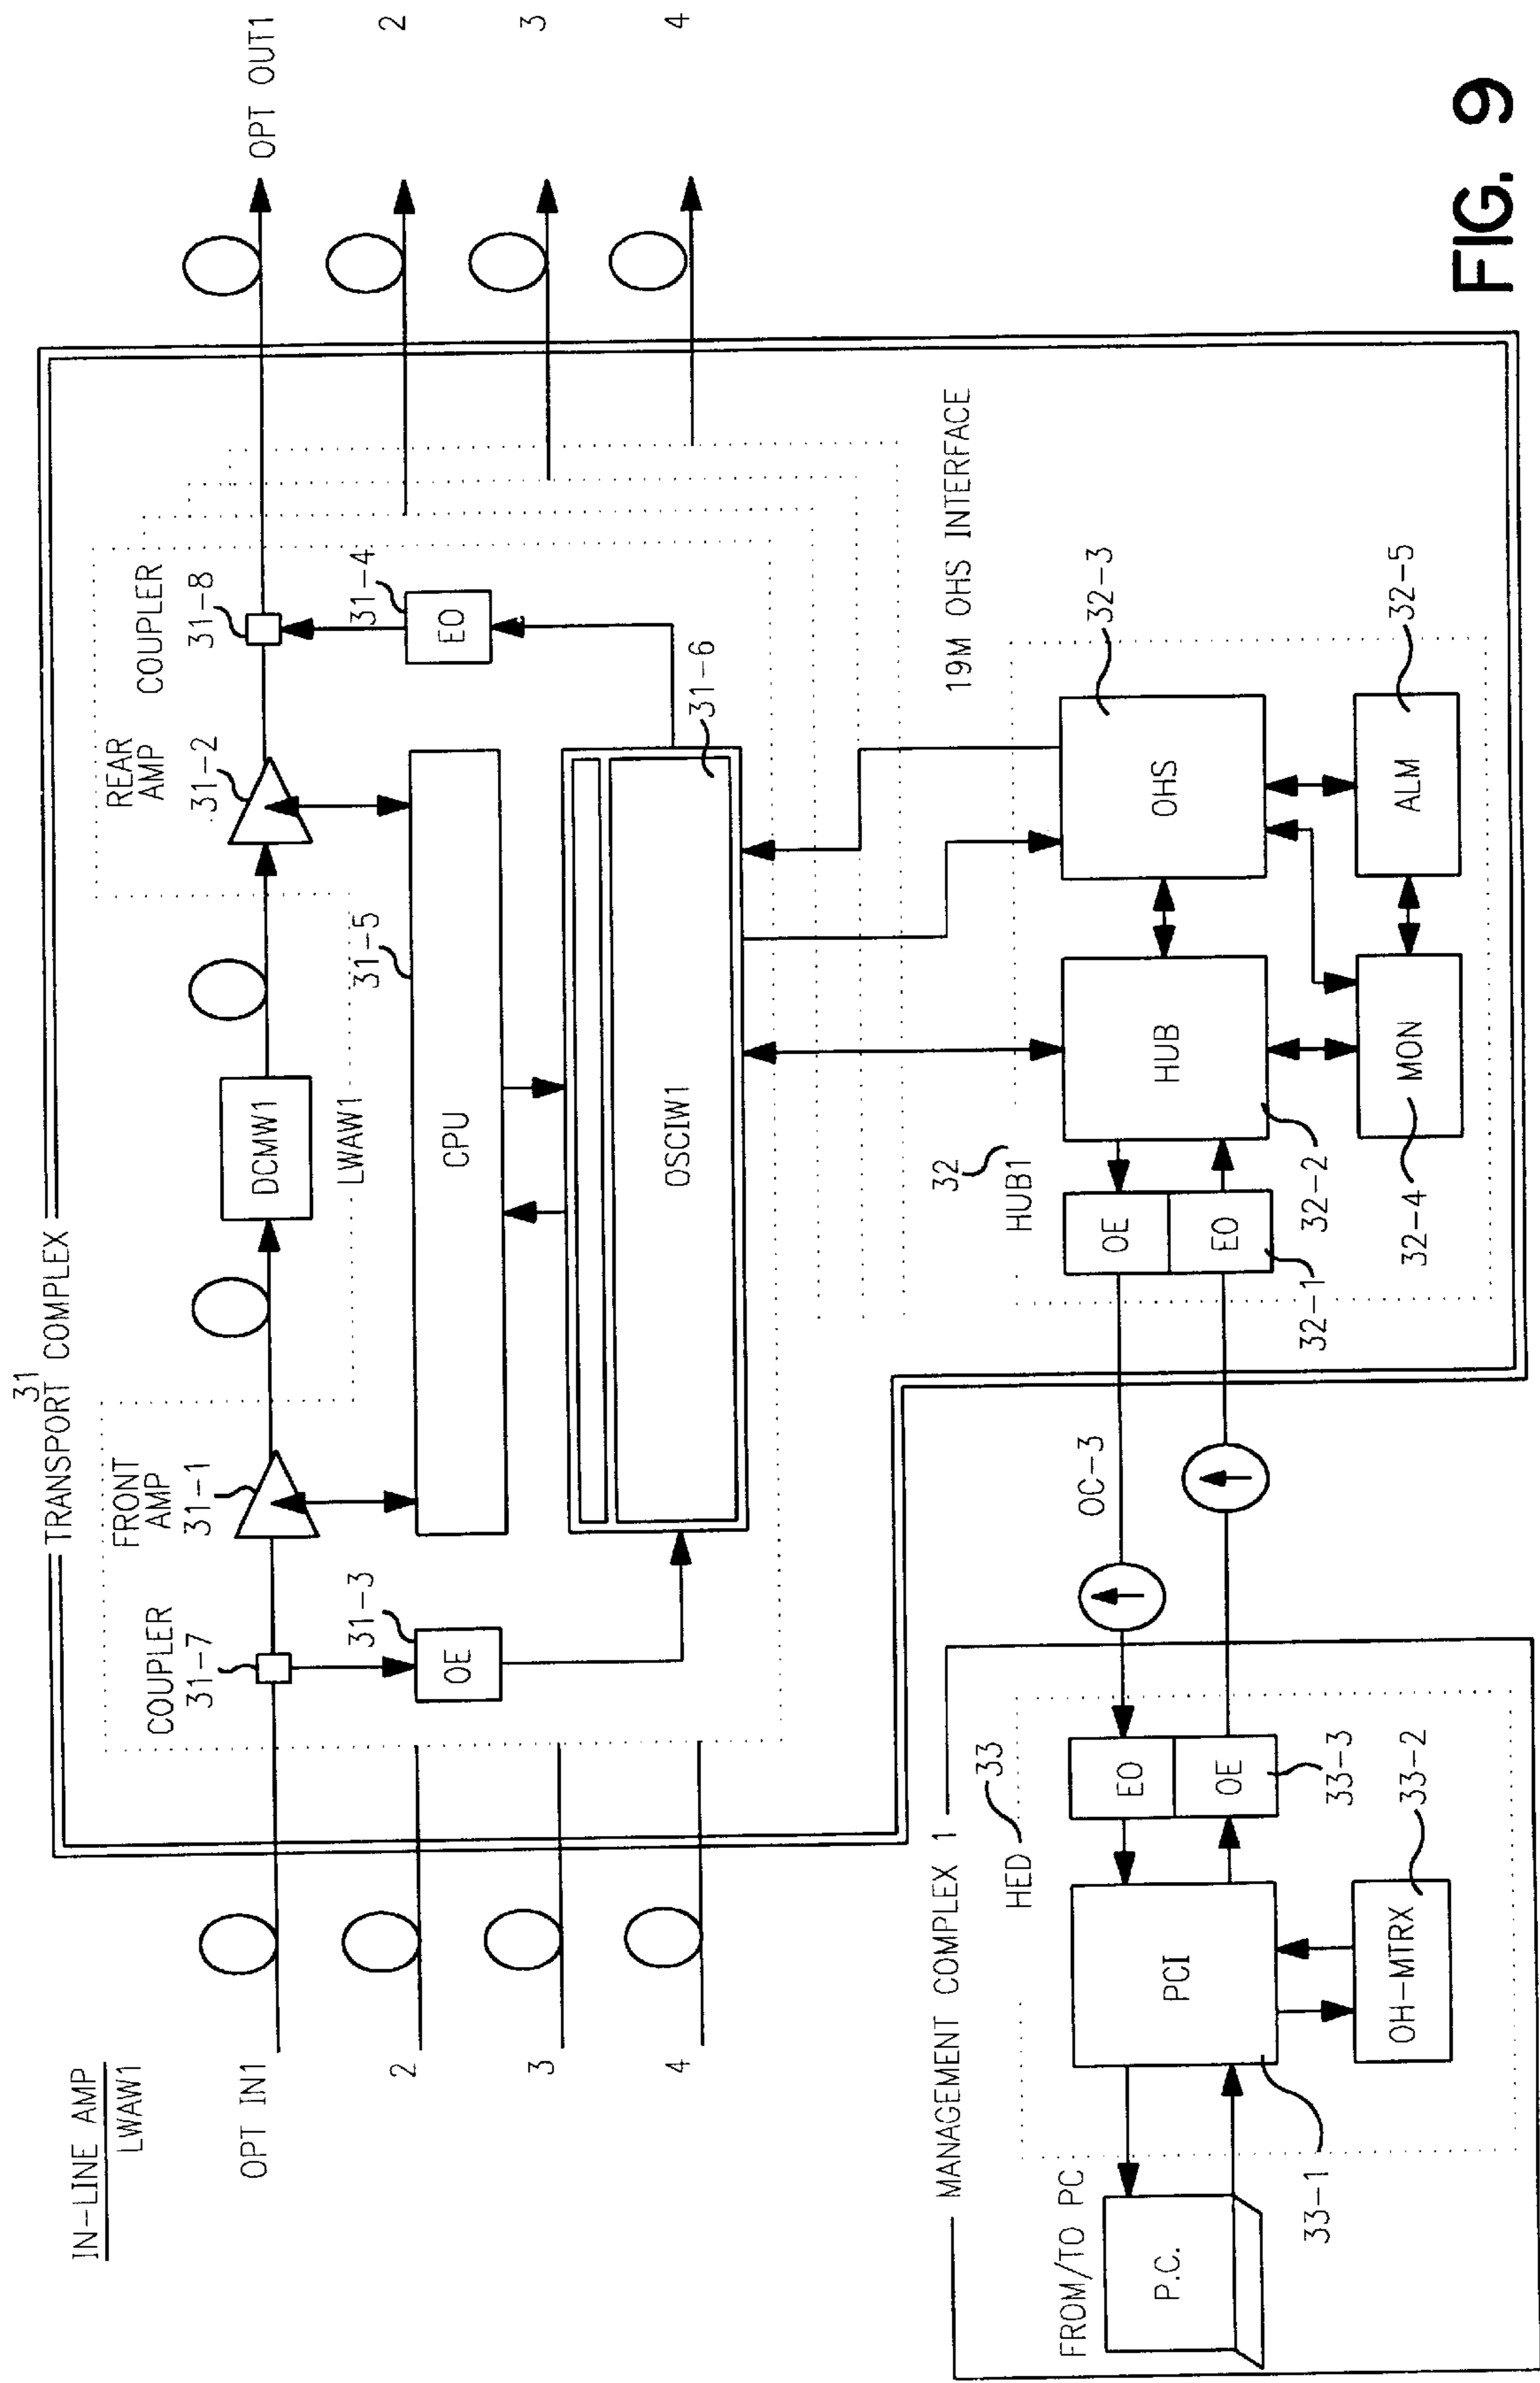 IN-LINE AMP
LWAW1
31
TRANSPORT COMPLEX
OPT IN1
2
3
4
COUPLER
31-7
FRONT
AMP
31-1
DCMW1
LWAW1
REAR
AMP
31-2
COUPLER
31-8
OPT OUT1
2
3
4
31-3
OE
31-5
CPU
31-4
EO
31-6
OSCIW1
19M OHS INTERFACE
32
HUB1
OE
EO
32-1
HUB
32-2
OHS
32-3
MON
32-4
ALM
32-5
OC-3
MANAGEMENT COMPLEX 1
FROM/TO PC
P.C.
HED
33
PCI
33-1
EO
OE
33-3
OH-MTRX
33-2
FIG. 9